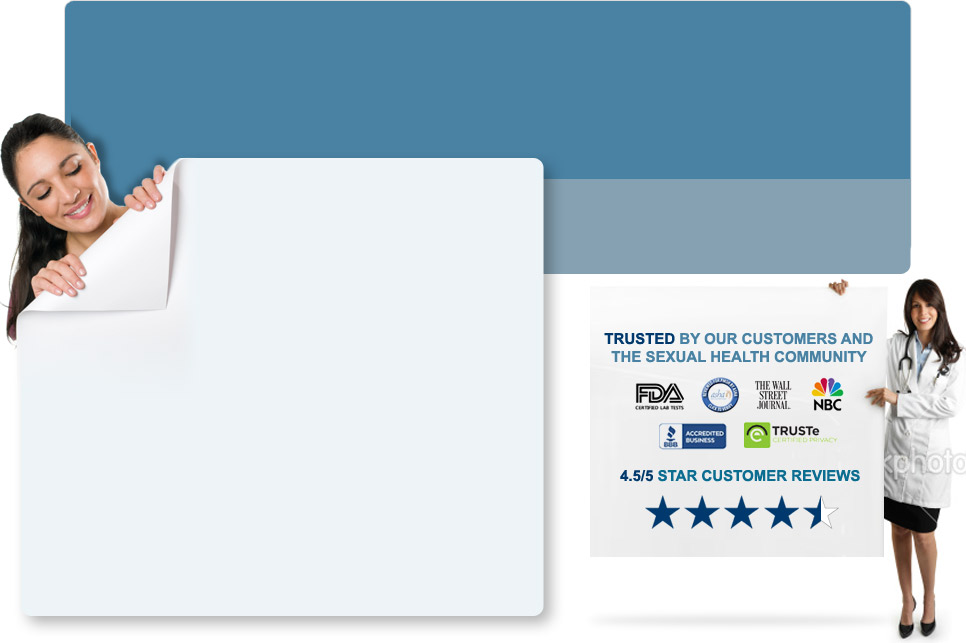 TRUSTED BY OUR CUSTOMERS AND
THE SEXUAL HEALTH COMMUNITY
FDA
CERTIFIED LAB TESTS
THE WALL
STREET
JOURNAL.
NBC
BBB
ACCREDITED
BUSINESS
TRUSTe
CERTIFIED PRIVACY
4.5/5 STAR CUSTOMER REVIEWS
kphoto